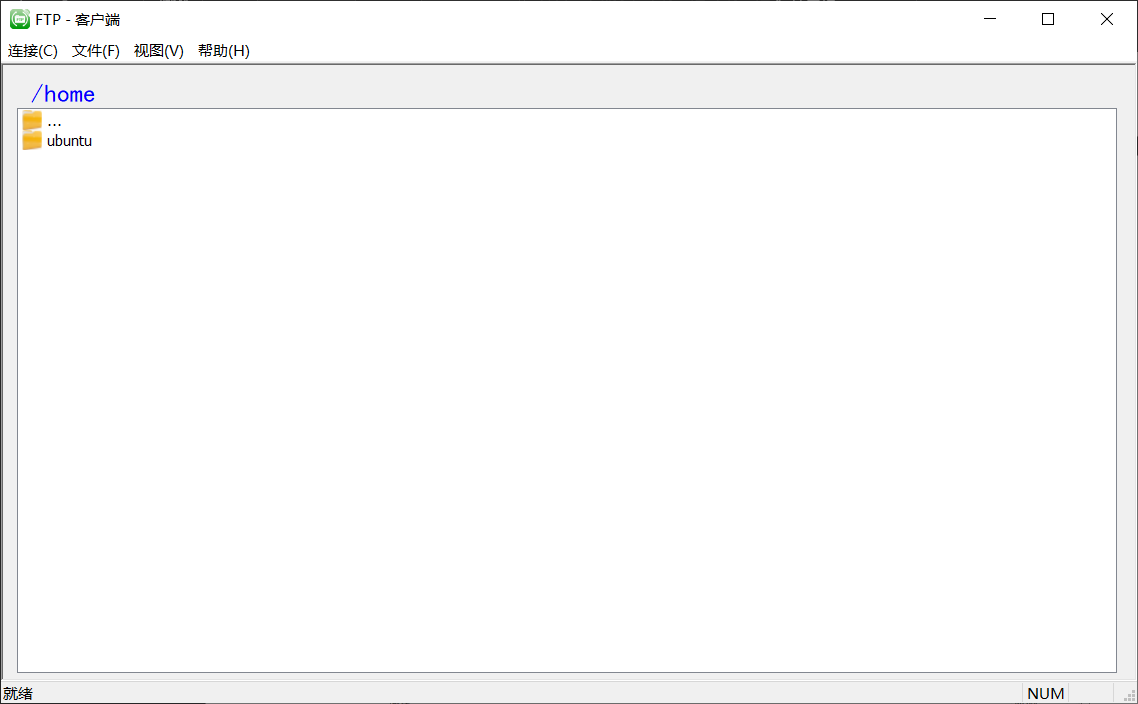 FTP - 客户端
连接(C) 文件(F) 视图(V) 帮助(H)
/home
...
ubuntu
就绪 NUM